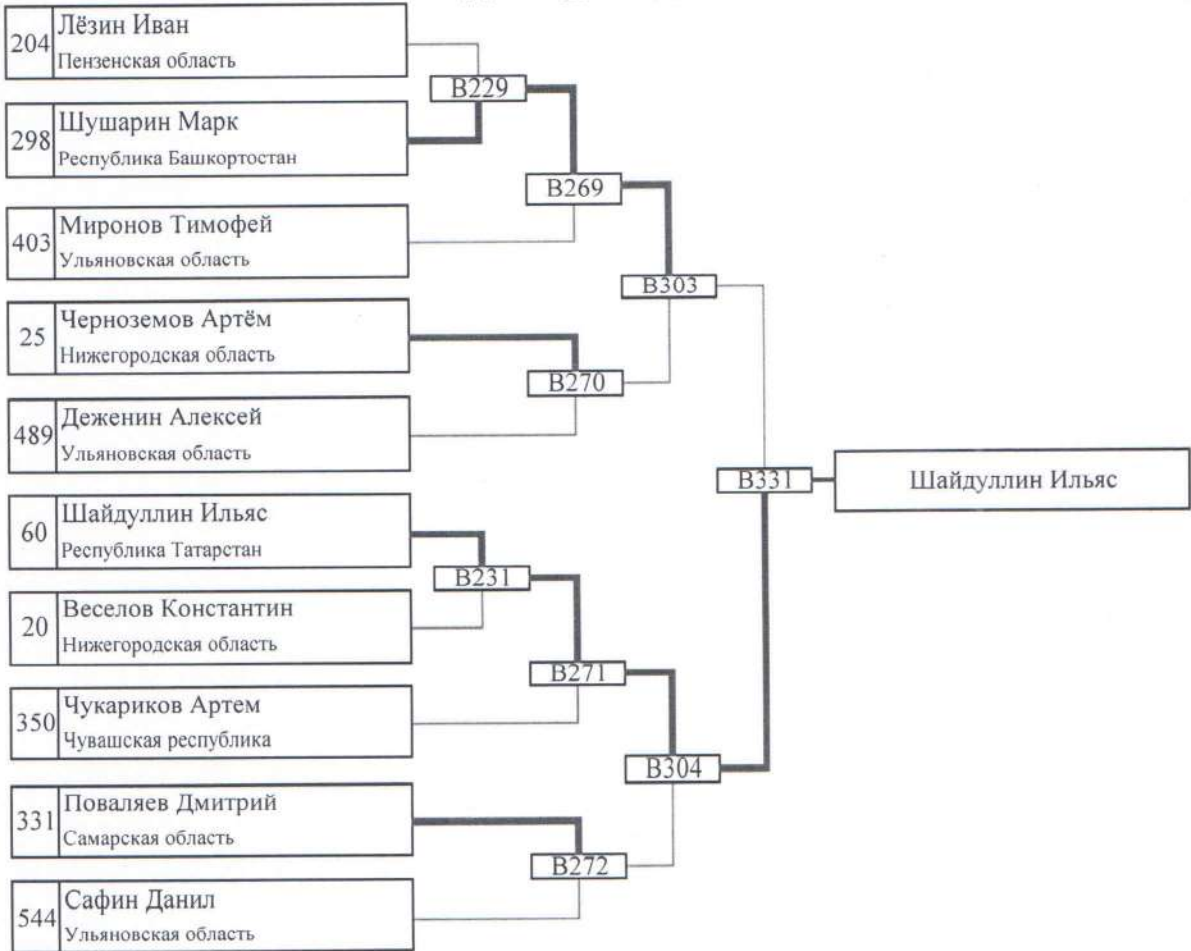 204
Лёзин Иван
Пензенская область
B229
298
Шушарин Марк
Республика Башкортостан
B269
403
Миронов Тимофей
Ульяновская область
B303
25
Черноземов Артём
Нижегородская область
B270
489
Деженин Алексей
Ульяновская область
B331
Шайдуллин Ильяс
60
Шайдуллин Ильяс
Республика Татарстан
B231
20
Веселов Константин
Нижегородская область
B271
350
Чукариков Артем
Чувашская республика
B304
331
Поваляев Дмитрий
Самарская область
B272
544
Сафин Данил
Ульяновская область